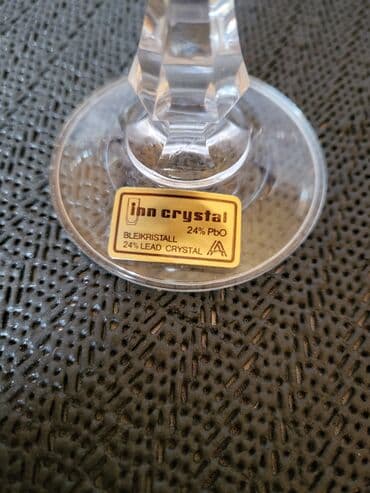 inn crystal
24% PbO
BLEIKRISTALL
24% LEAD CRYSTAL